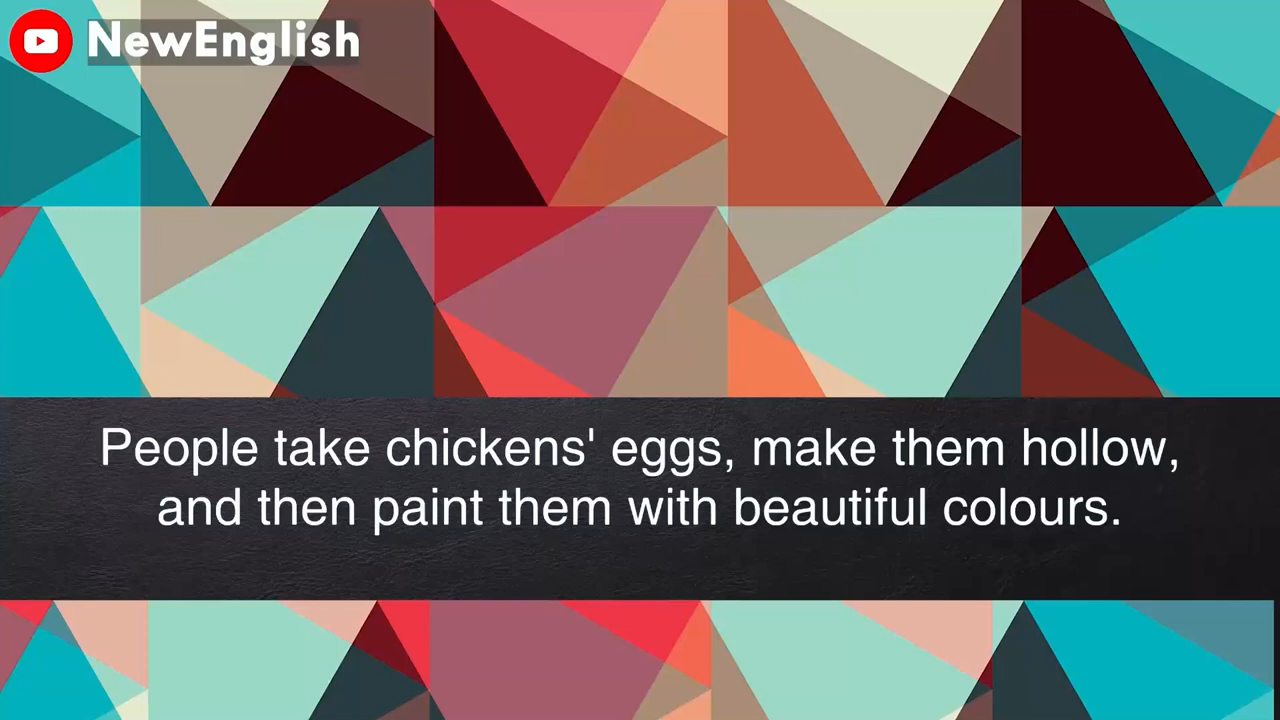 NewEnglish
People take chickens' eggs, make them hollow,
and then paint them with beautiful colours.